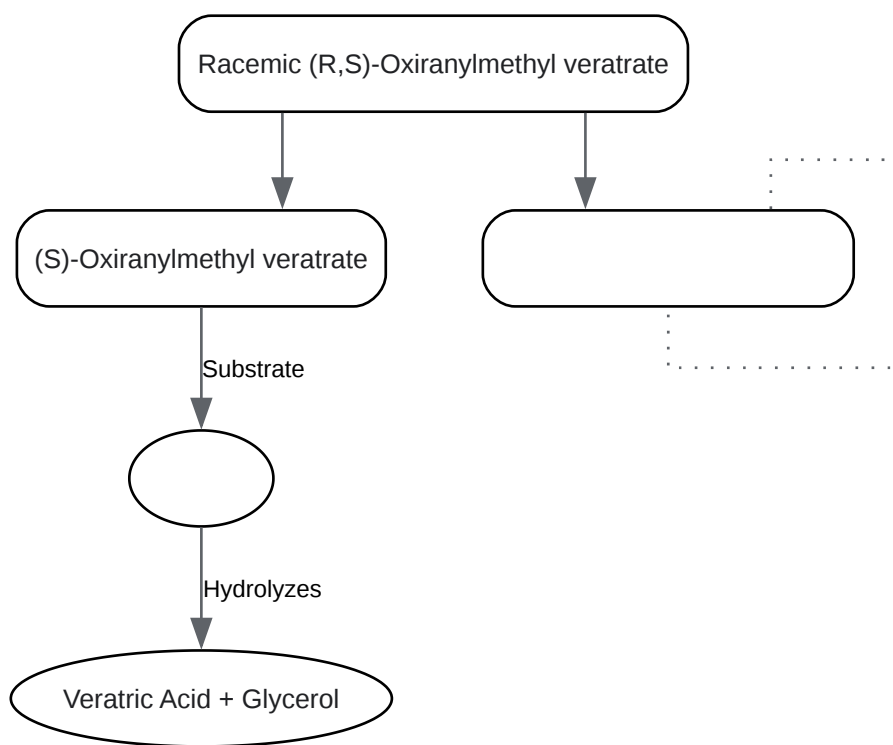 Racemic (R,S)-Oxiranylmethyl veratrate
(S)-Oxiranylmethyl veratrate
Substrate
Hydrolyzes
Veratric Acid + Glycerol